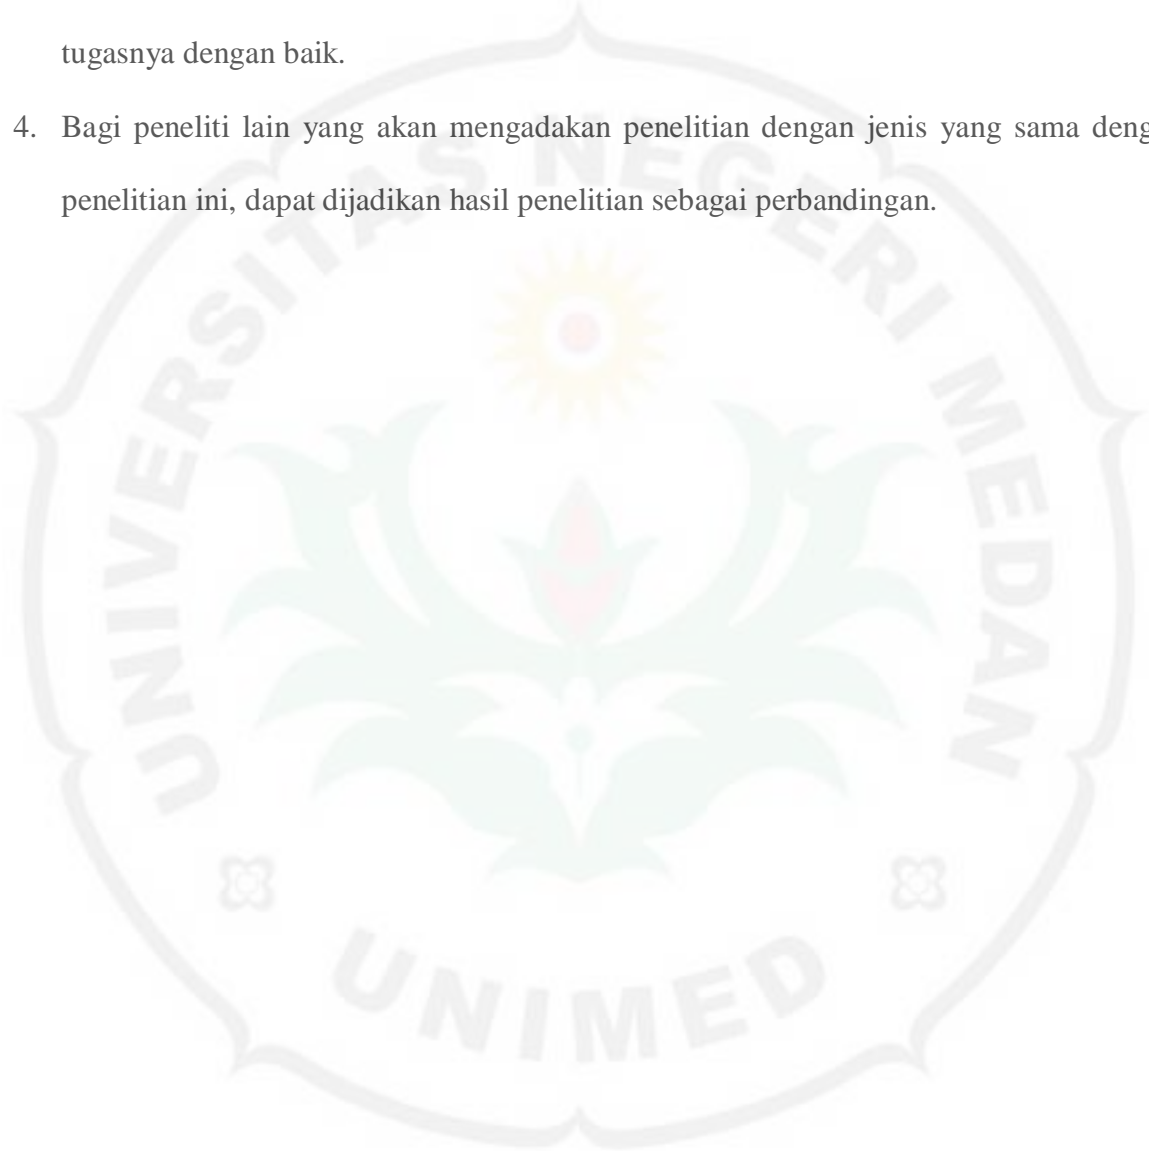 tugasnya dengan baik.
4. Bagi peneliti lain yang akan mengadakan penelitian dengan jenis yang sama deng
penelitian ini, dapat dijadikan hasil penelitian sebagai perbandingan.
UNIVERSITAS NEGERI MEDAN
UNIMED